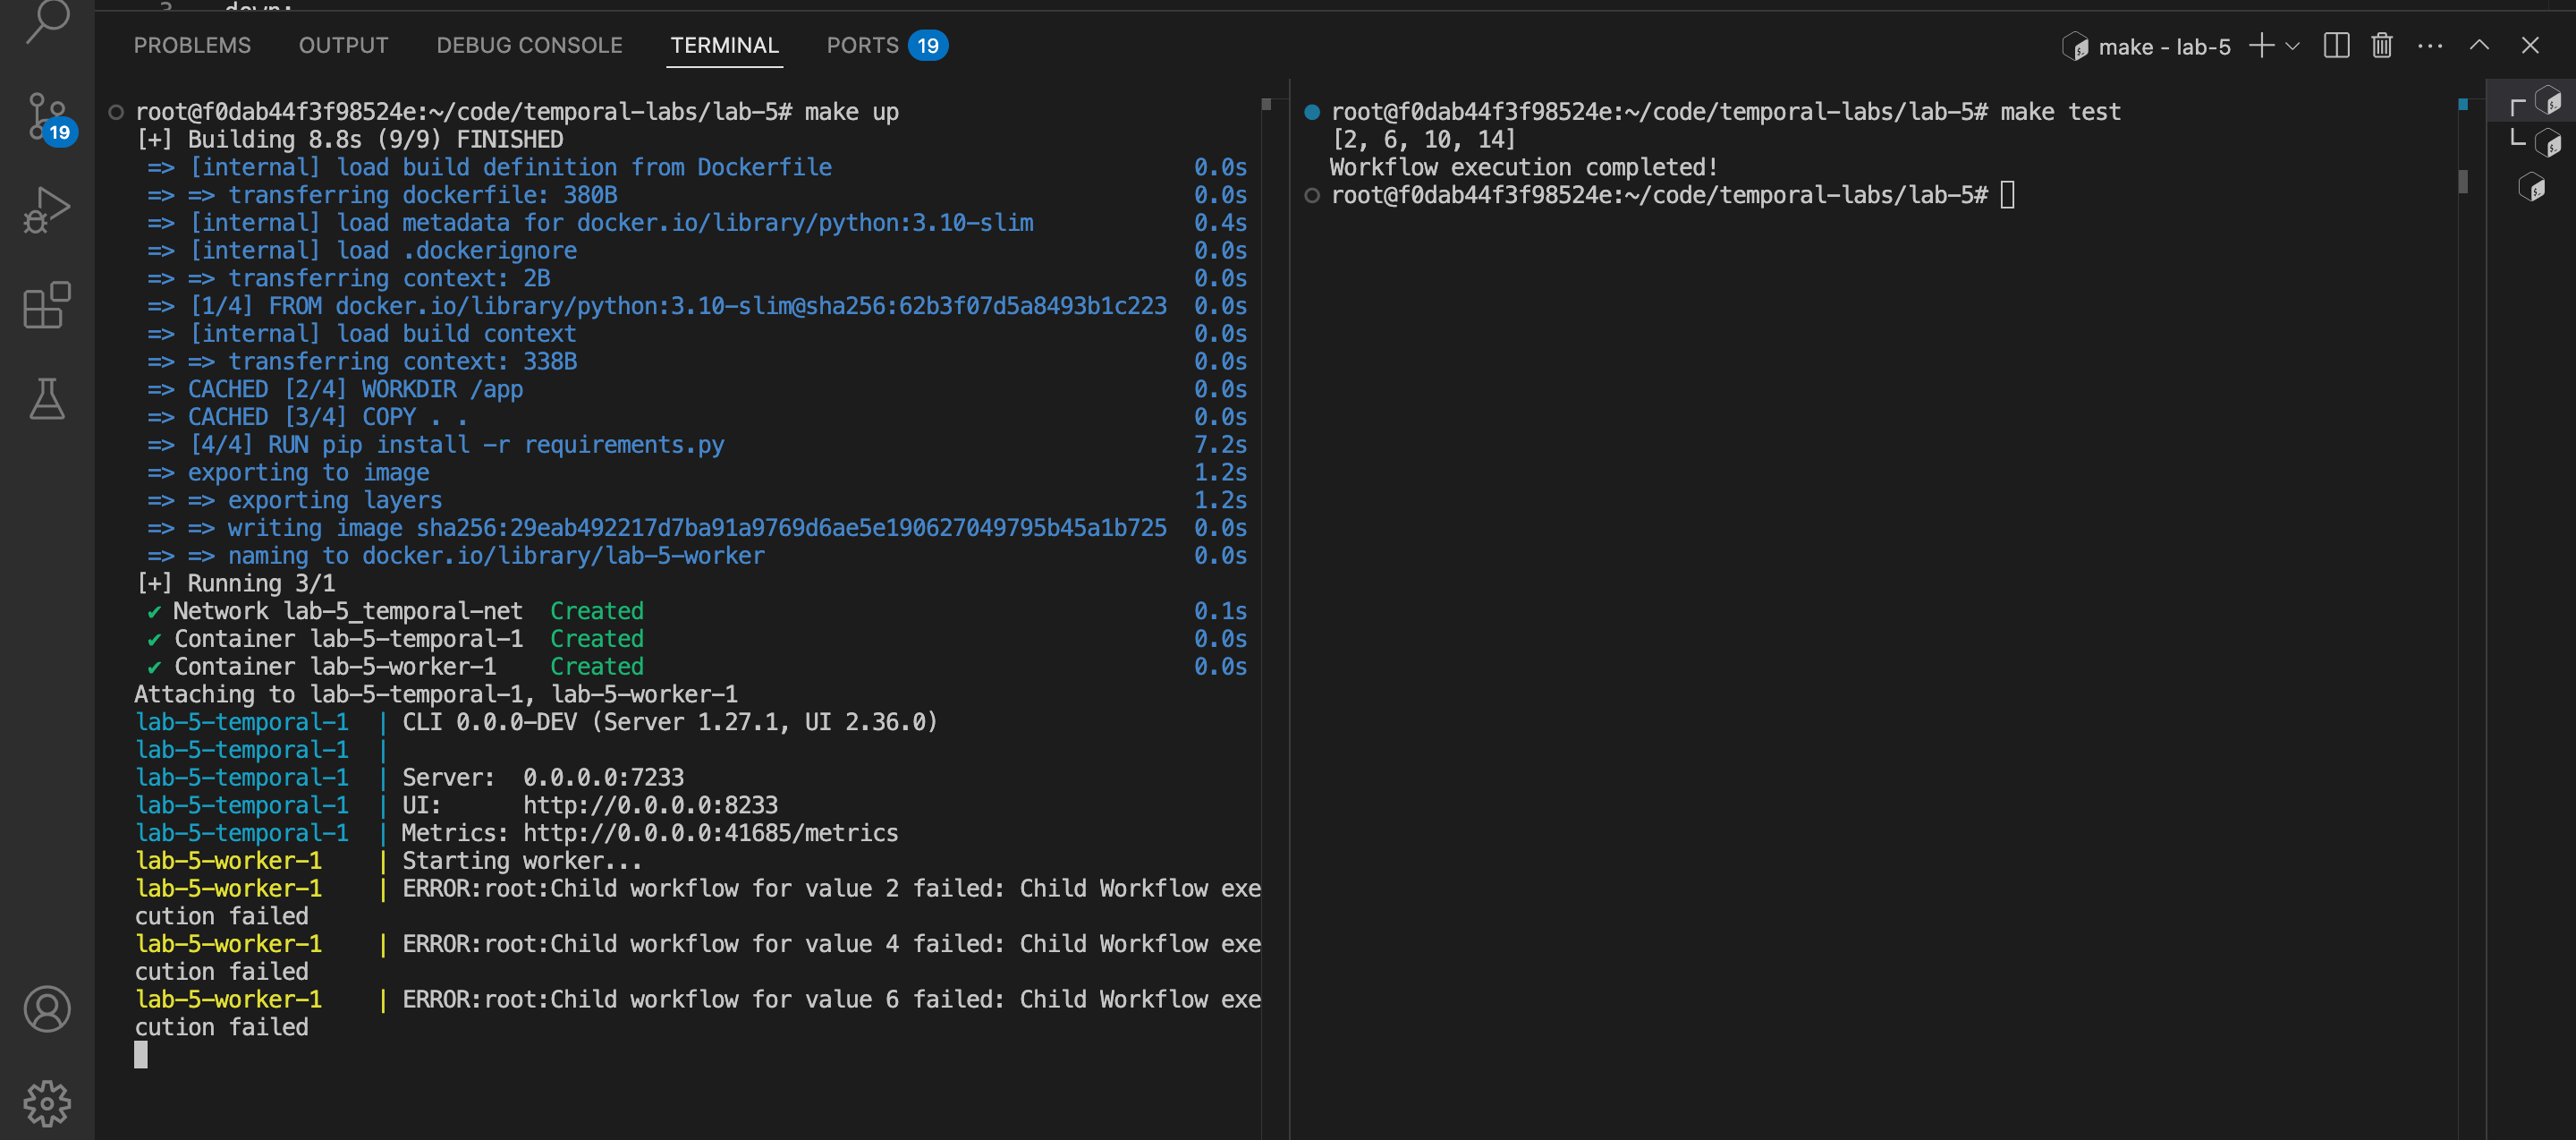 PROBLEMS OUTPUT DEBUG CONSOLE TERMINAL PORTS 19
make - lab-5
19
root@f0dab44f3f98524e:~/code/temporal-labs/lab-5# make up
[+] Building 8.8s (9/9) FINISHED
=> [internal] load build definition from Dockerfile 0.0s
=> => transferring dockerfile: 380B 0.0s
=> [internal] load metadata for docker.io/library/python:3.10-slim 0.4s
=> [internal] load .dockerignore 0.0s
=> => transferring context: 2B 0.0s
=> [1/4] FROM docker.io/library/python:3.10-slim@sha256:62b3f07d5a8493b1c223 0.0s
=> [internal] load build context 0.0s
=> => transferring context: 338B 0.0s
=> CACHED [2/4] WORKDIR /app 0.0s
=> CACHED [3/4] COPY . . 0.0s
=> [4/4] RUN pip install -r requirements.py 7.2s
=> exporting to image 1.2s
=> => exporting layers 1.2s
=> => writing image sha256:29eab492217d7ba91a9769d6ae5e190627049795b45a1b725 0.0s
=> => naming to docker.io/library/lab-5-worker 0.0s
[+] Running 3/1
✔ Network lab-5_temporal-net Created 0.1s
✔ Container lab-5-temporal-1 Created 0.0s
✔ Container lab-5-worker-1 Created 0.0s
Attaching to lab-5-temporal-1, lab-5-worker-1
lab-5-temporal-1 | CLI 0.0.0-DEV (Server 1.27.1, UI 2.36.0)
lab-5-temporal-1 |
lab-5-temporal-1 | Server: 0.0.0.0:7233
lab-5-temporal-1 | UI: http://0.0.0.0:8233
lab-5-temporal-1 | Metrics: http://0.0.0.0:41685/metrics
lab-5-worker-1 | Starting worker...
lab-5-worker-1 | ERROR:root:Child workflow for value 2 failed: Child Workflow exe
cution failed
lab-5-worker-1 | ERROR:root:Child workflow for value 4 failed: Child Workflow exe
cution failed
lab-5-worker-1 | ERROR:root:Child workflow for value 6 failed: Child Workflow exe
cution failed
root@f0dab44f3f98524e:~/code/temporal-labs/lab-5# make test
[2, 6, 10, 14]
Workflow execution completed!
root@f0dab44f3f98524e:~/code/temporal-labs/lab-5#